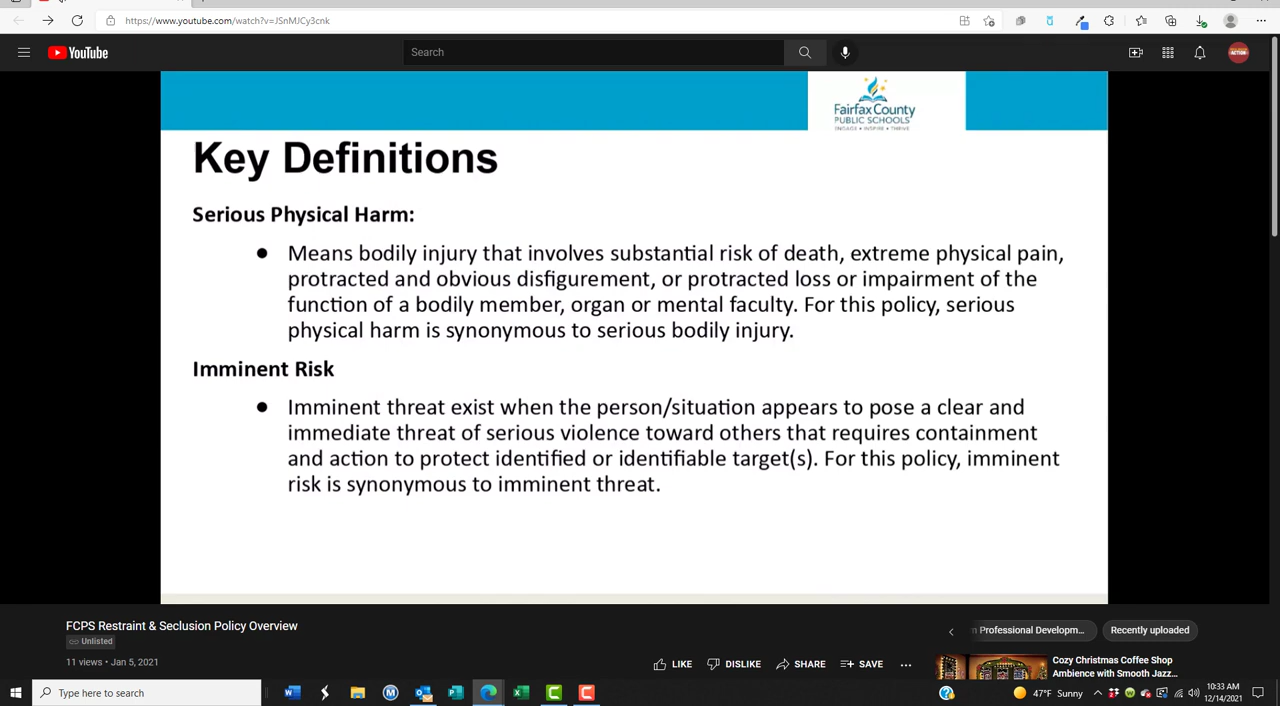 https://www.youtube.com/watch?v=JSnMJCy3cnk
YouTube
Search
ACTION
Fairfax County
PUBLIC SCHOOLS
ENGAGE • INSPIRE • THRIVE
Key Definitions
Serious Physical Harm:
● Means bodily injury that involves substantial risk of death, extreme physical pain,
protracted and obvious disfigurement, or protracted loss or impairment of the
function of a bodily member, organ or mental faculty. For this policy, serious
physical harm is synonymous to serious bodily injury.
Imminent Risk
● Imminent threat exist when the person/situation appears to pose a clear and
immediate threat of serious violence toward others that requires containment
and action to protect identified or identifiable target(s). For this policy, imminent
risk is synonymous to imminent threat.
FCPS Restraint & Seclusion Policy Overview
Unlisted
11 views • Jan 5, 2021
LIKE
DISLIKE
SHARE
SAVE
Professional Developm...
Recently uploaded
Cozy Christmas Coffee Shop
Ambience with Smooth Jazz...
Type here to search
47°F Sunny
10:33 AM
12/14/2021